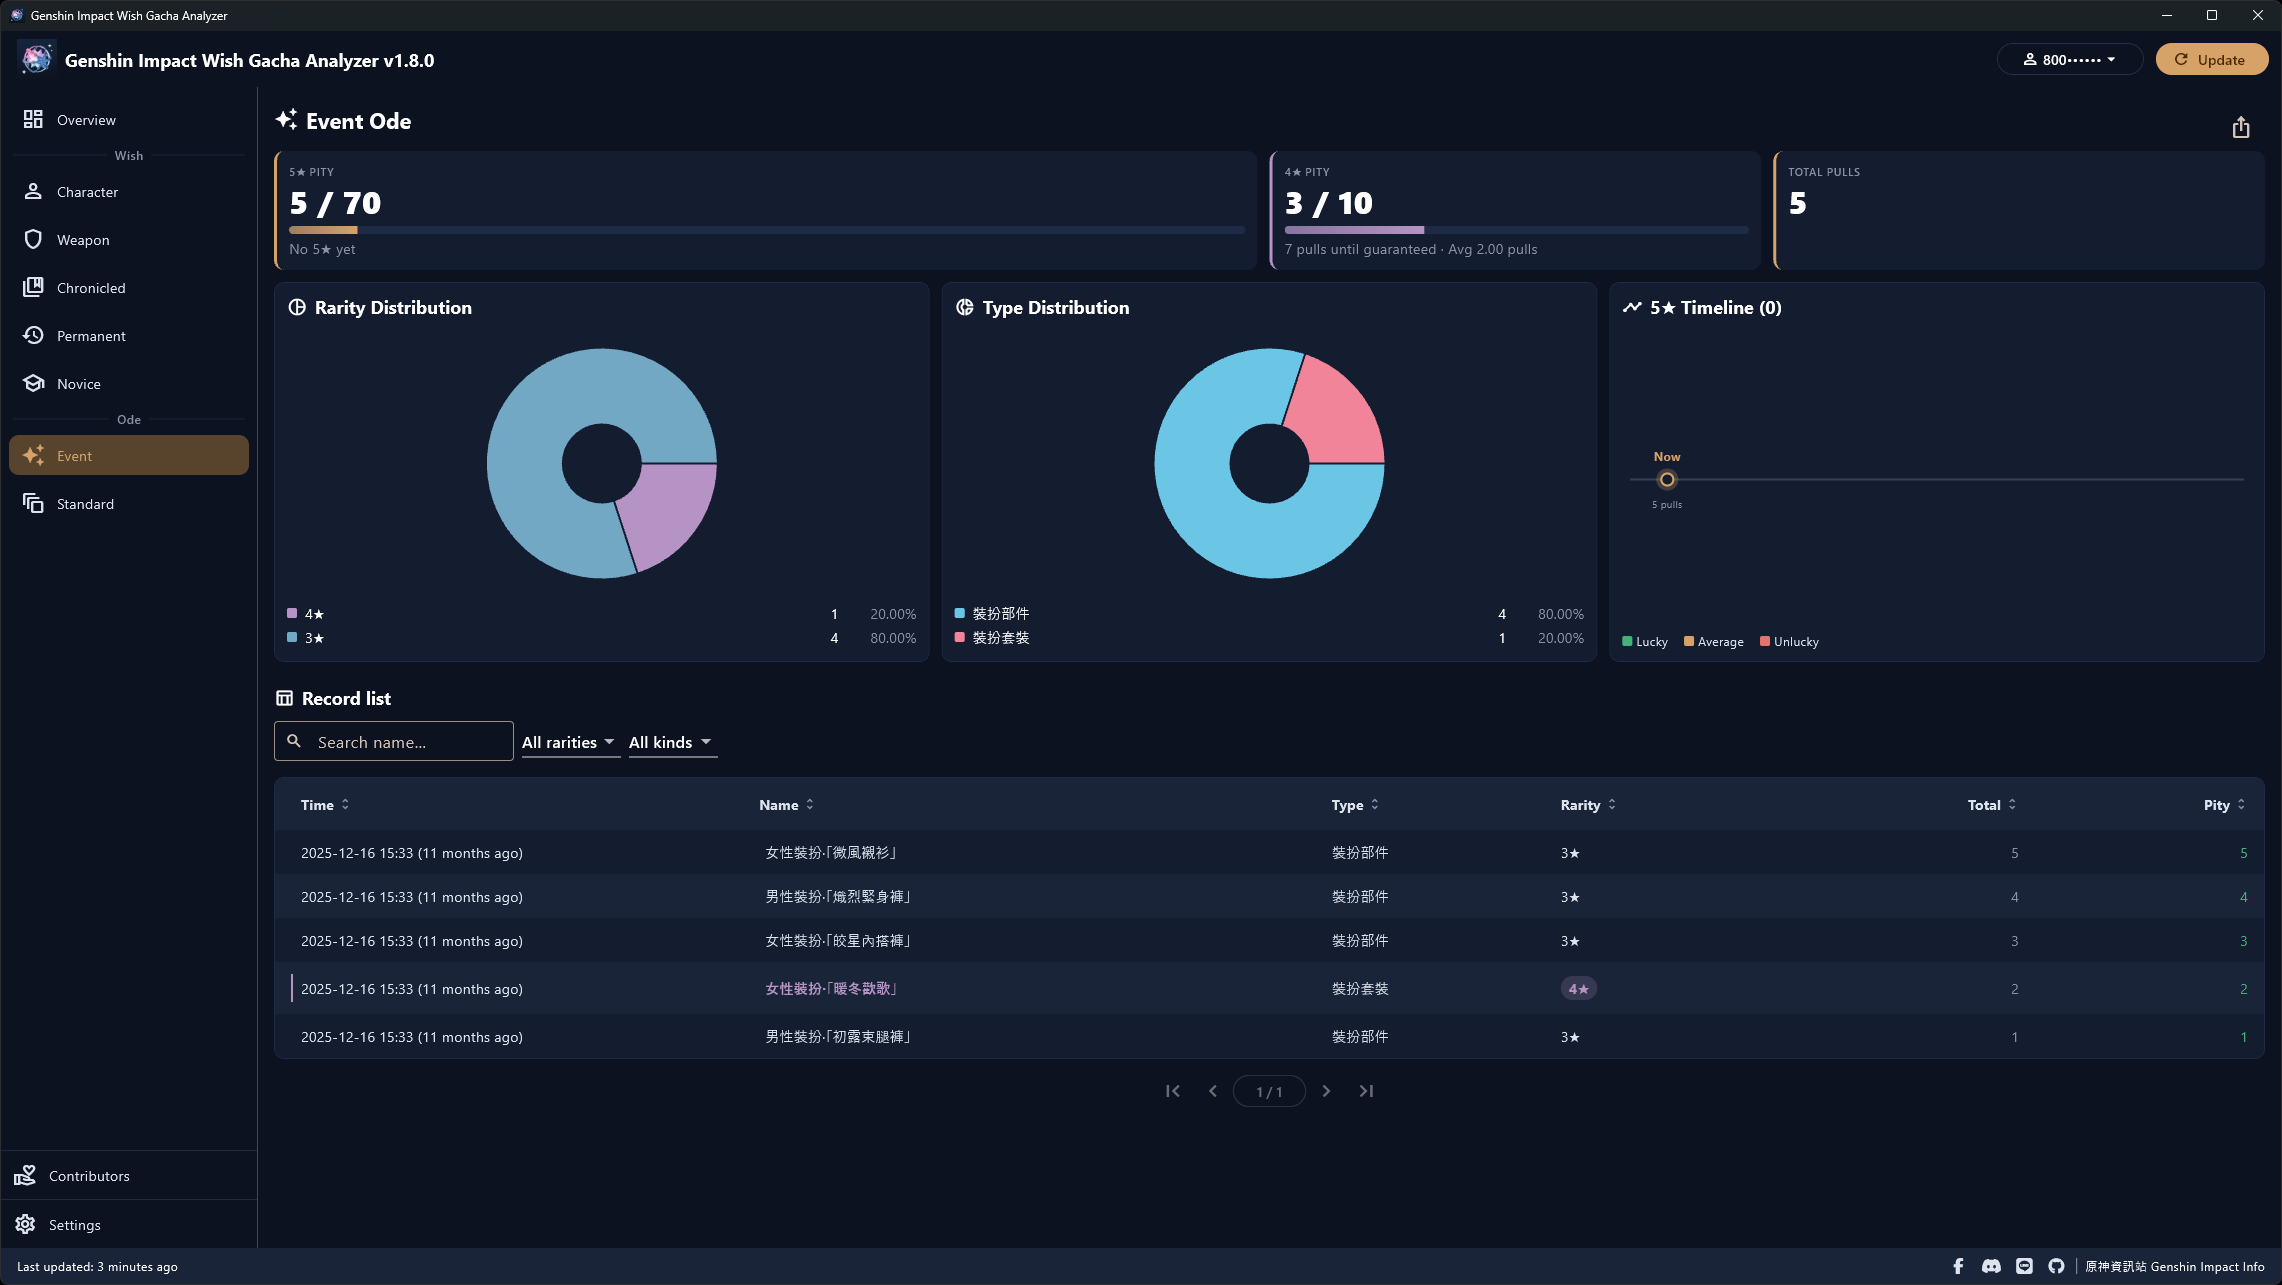 Genshin Impact Wish Gacha Analyzer
Genshin Impact Wish Gacha Analyzer v1.8.0
800••••••
Update
Overview
Wish
Character
Weapon
Chronicled
Permanent
Novice
Ode
Event
Standard
Contributors
Settings
Event Ode
5★ PITY
5 / 70
No 5★ yet
4★ PITY
3 / 10
7 pulls until guaranteed · Avg 2.00 pulls
TOTAL PULLS
5
Rarity Distribution
4★ 1 20.00%
3★ 4 80.00%
Type Distribution
裝扮部件 4 80.00%
裝扮套裝 1 20.00%
5★ Timeline (0)
Now
5 pulls
Lucky Average Unlucky
Record list
Search name...
All rarities
All kinds
Time Name Type Rarity Total Pity
2025-12-16 15:33 (11 months ago) 女性裝扮·「微風襯衫」 裝扮部件 3★ 5 5
2025-12-16 15:33 (11 months ago) 男性裝扮·「熾烈緊身褲」 裝扮部件 3★ 4 4
2025-12-16 15:33 (11 months ago) 女性裝扮·「皎星內搭褲」 裝扮部件 3★ 3 3
2025-12-16 15:33 (11 months ago) 女性裝扮·「暖冬歡歌」 裝扮套裝 4★ 2 2
2025-12-16 15:33 (11 months ago) 男性裝扮·「初露束腿褲」 裝扮部件 3★ 1 1
1 / 1
Last updated: 3 minutes ago
原神資訊站 Genshin Impact Info